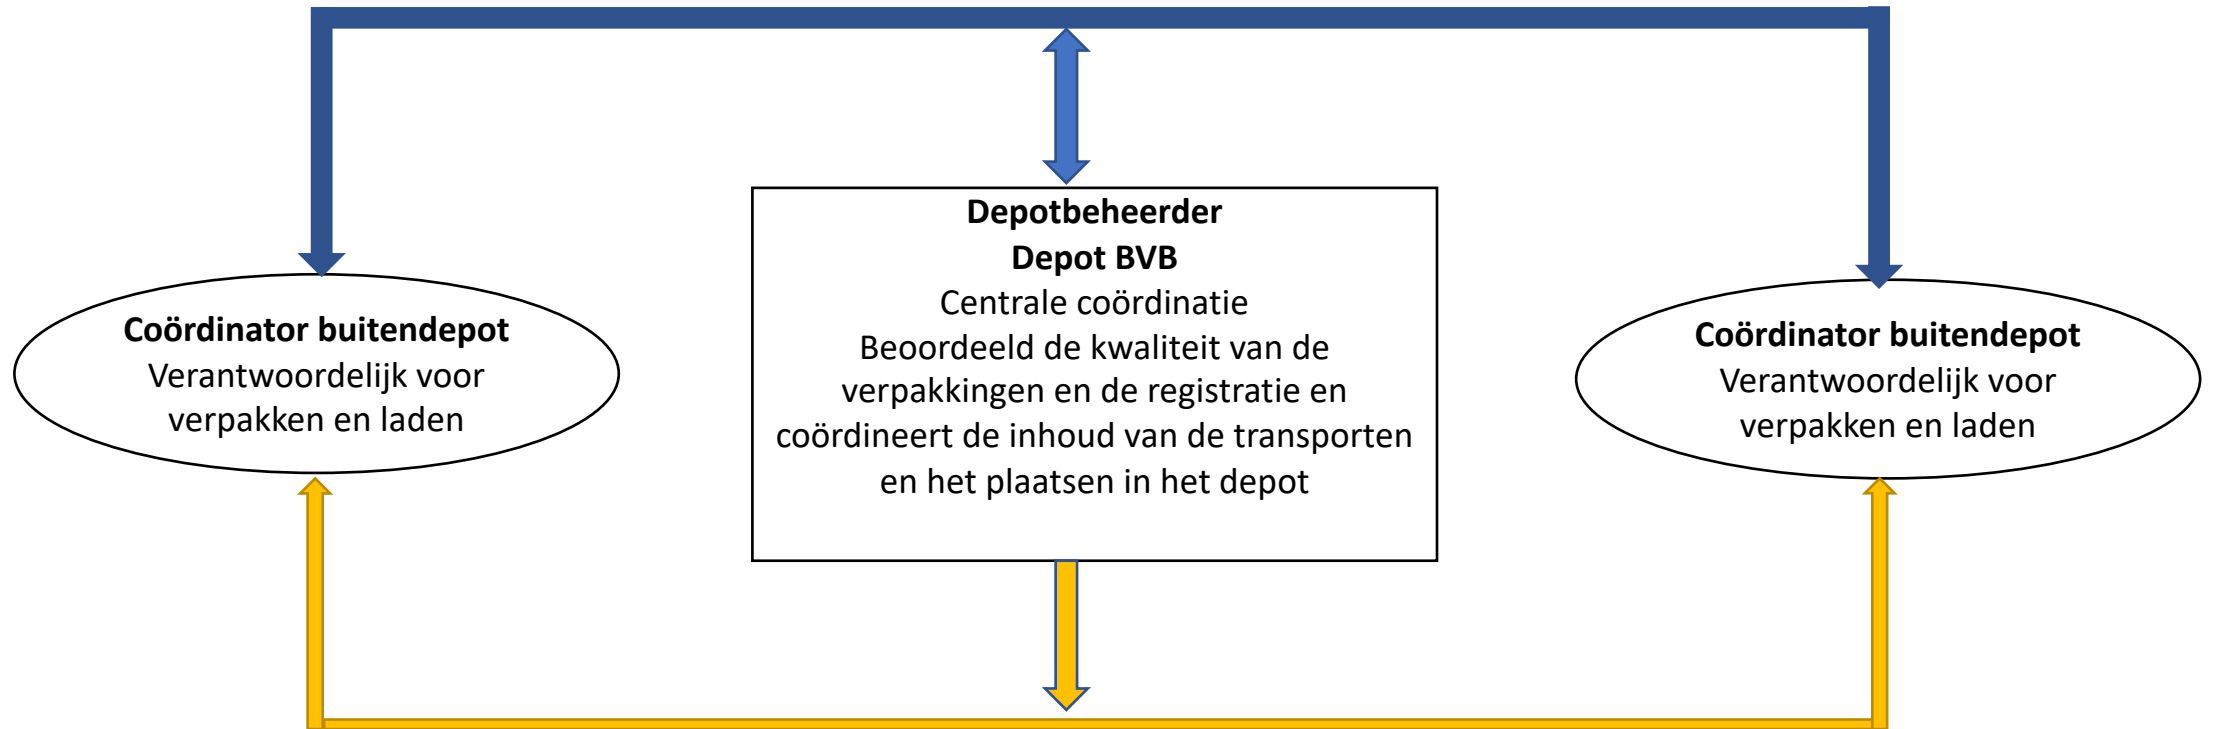 Coördinator buitendepot
Verantwoordelijk voor
verpakken en laden
Depotbeheerder
Depot BVB
Centrale coördinatie
Beoordeeld de kwaliteit van de
verpakkingen en de registratie en
coördineert de inhoud van de transporten
en het plaatsen in het depot
Coördinator buitendepot
Verantwoordelijk voor
verpakken en laden